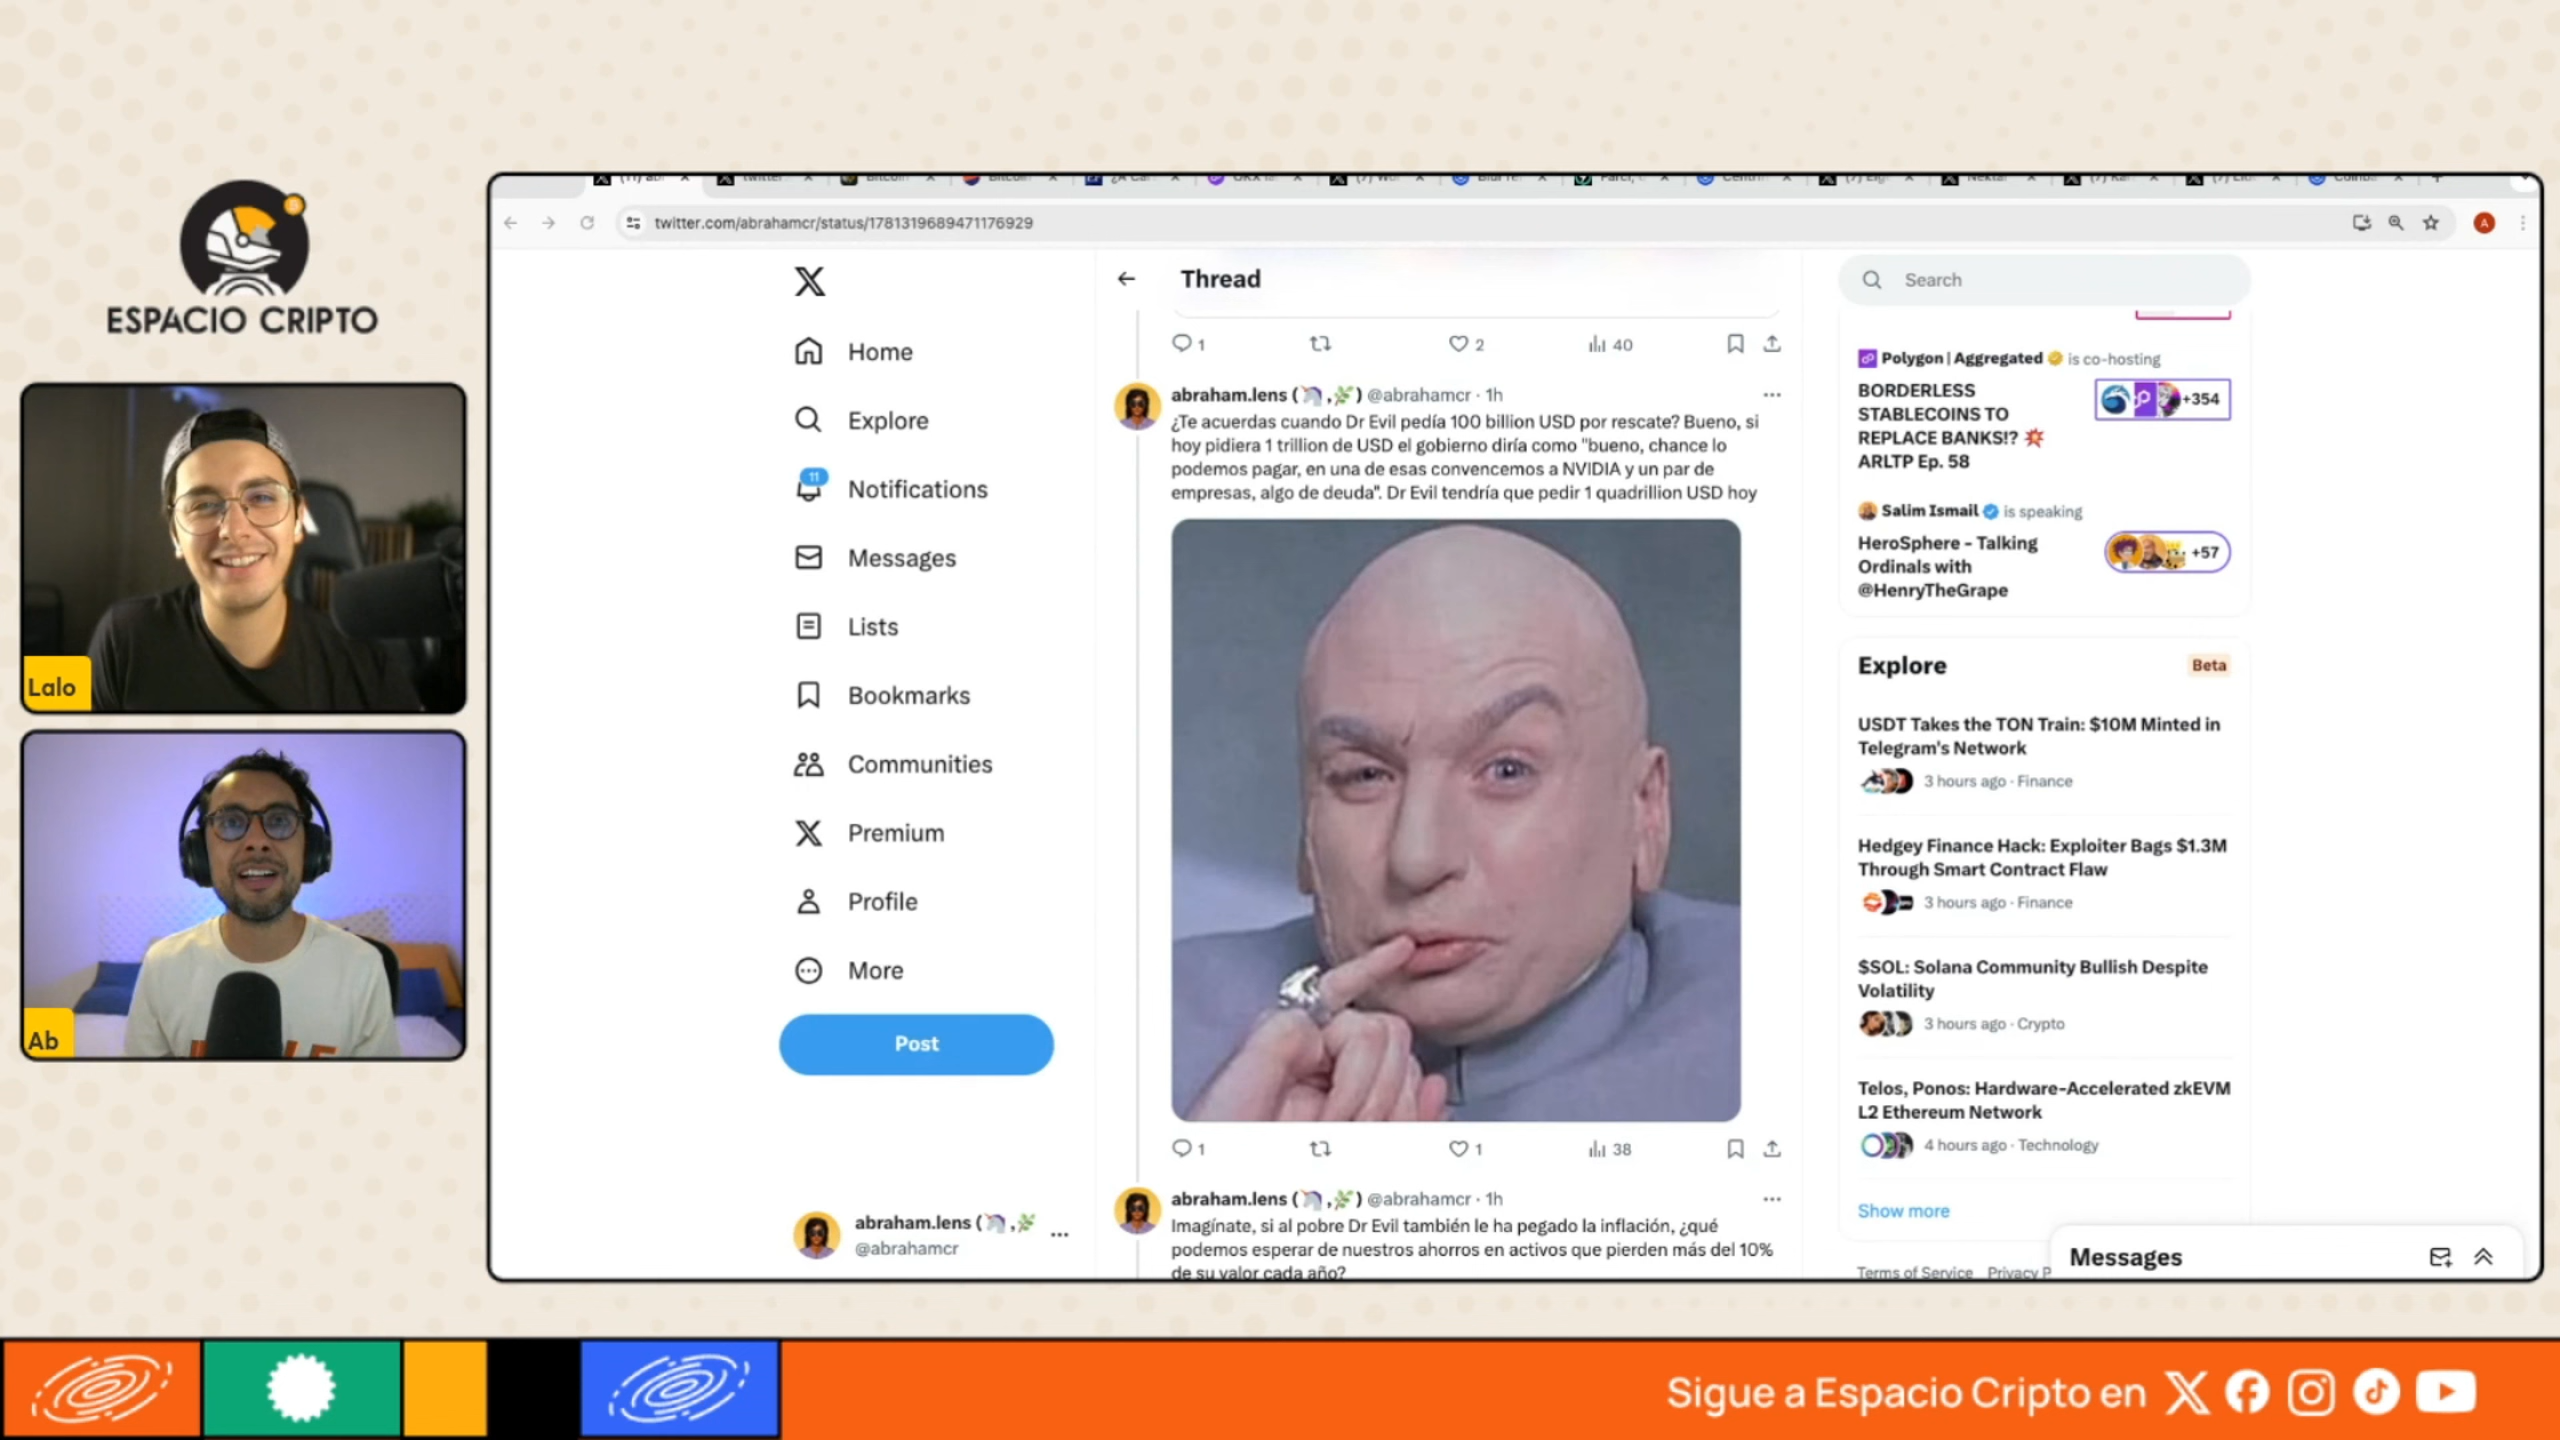 ESPACIO CRIPTO
Lalo
Ab
twitter.com/abrahamcr/status/1781319689471176929
A
Home
Explore
11
Notifications
Messages
Lists
Bookmarks
Communities
Premium
Profile
More
Post
abraham.lens (🦄,🌿)
@abrahamcr
Thread
1 2 40
abraham.lens (🦄,🌿) @abrahamcr · 1h
¿Te acuerdas cuando Dr Evil pedía 100 billion USD por rescate? Bueno, si
hoy pidiera 1 trillion de USD el gobierno diría como "bueno, chance lo
podemos pagar, en una de esas convencemos a NVIDIA y un par de
empresas, algo de deuda". Dr Evil tendría que pedir 1 quadrillion USD hoy
1 1 38
abraham.lens (🦄,🌿) @abrahamcr · 1h
Imagínate, si al pobre Dr Evil también le ha pegado la inflación, ¿qué
podemos esperar de nuestros ahorros en activos que pierden más del 10%
de su valor cada año?
Search
Polygon | Aggregated is co-hosting
BORDERLESS
STABLECOINS TO
REPLACE BANKS!? 💥
ARLTP Ep. 58
+354
Salim Ismail is speaking
HeroSphere - Talking
Ordinals with
@HenryTheGrape
+57
Explore
Beta
USDT Takes the TON Train: $10M Minted in
Telegram's Network
3 hours ago · Finance
Hedgey Finance Hack: Exploiter Bags $1.3M
Through Smart Contract Flaw
3 hours ago · Finance
$SOL: Solana Community Bullish Despite
Volatility
3 hours ago · Crypto
Telos, Ponos: Hardware-Accelerated zkEVM
L2 Ethereum Network
4 hours ago · Technology
Show more
Terms of Service Privacy P
Messages
Sigue a Espacio Cripto en